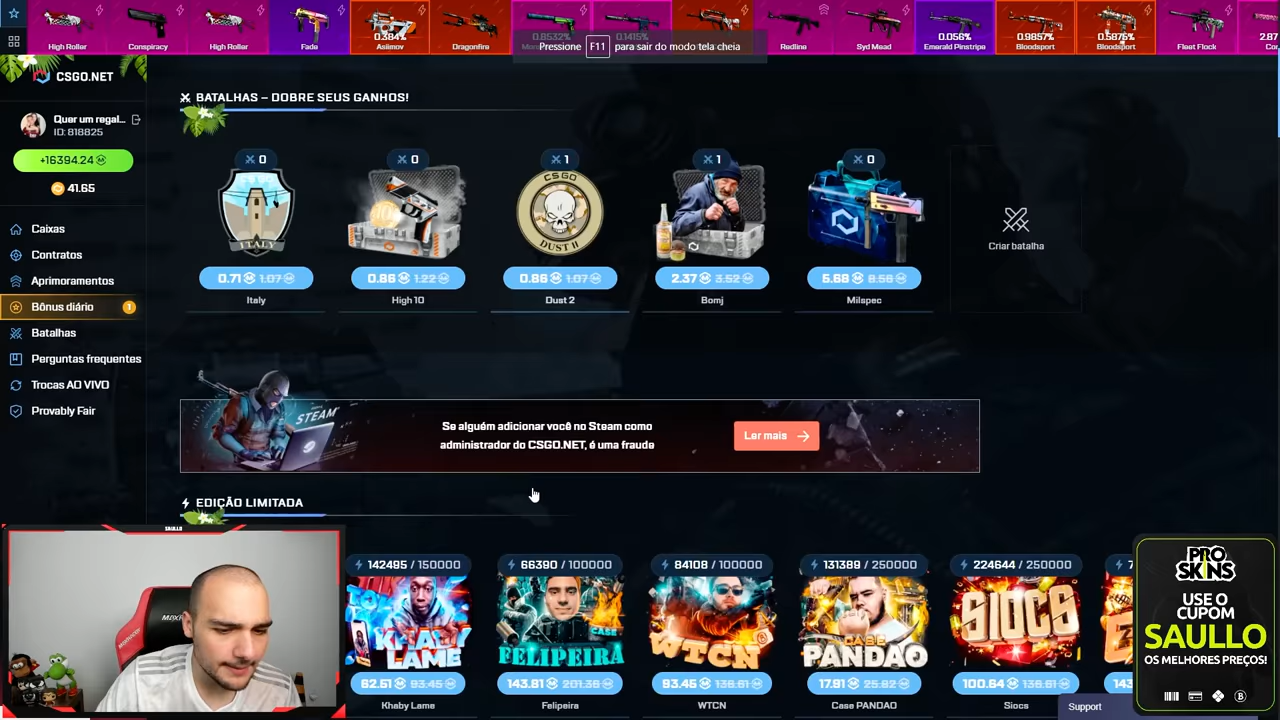 High Roller
Conspiracy
High Roller
Fade
0.384%
Asiimov
Dragonfire
0.8532%
0.1415%
Redline
Syd Mead
0.056%
Emerald Pinstripe
0.9857%
Bloodsport
0.5876%
Bloodsport
Fleet Flock
2.87
Pressione F11 para sair do modo tela cheia
CSGO.NET
Quer um regal...
ID: 818825
+16394.24
41.65
Caixas
Contratos
Aprimoramentos
Bônus diário
1
Batalhas
Perguntas frequentes
Trocas AO VIVO
Provably Fair
BATALHAS – DOBRE SEUS GANHOS!
0
0
1
1
0
ITALY
CSGO
DUST II
0.71 1.07
0.86 1.22
0.86 1.07
2.37 3.52
5.68 8.56
Italy
High 10
Dust 2
Bomj
Milspec
Criar batalha
STEAM
Se alguém adicionar você no Steam como
administrador do CSGO.NET, é uma fraude
Ler mais
EDIÇÃO LIMITADA
142495 / 150000
66390 / 100000
84108 / 100000
131389 / 250000
224644 / 250000
KHABY
LAME
CASE
FELIPEIRA
WTCN
CASE
PANDAO
SIOCS
62.51 93.45
143.81 201.36
93.45 136.61
17.91 25.92
100.64 136.61
143
Khaby Lame
Felipeira
WTCN
Case PANDAO
Siocs
Support
SAULLO
PRO
SKINS
USE O
CUPOM
SAULLO
OS MELHORES PREÇOS!